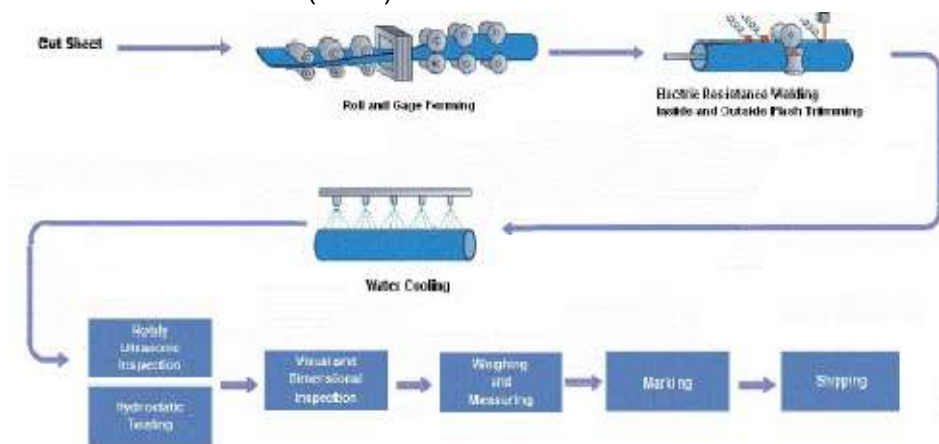 Cut Sheet
Roll and Gage Forming
Electric Resistance Welding
Inside and Outside Flash Trimming
Water Cooling
Ultrasonic
Inspection
Hydrostatic
Testing
Visual and
Dimensional
Inspection
Weighing
and
Measuring
Marking
Shipping